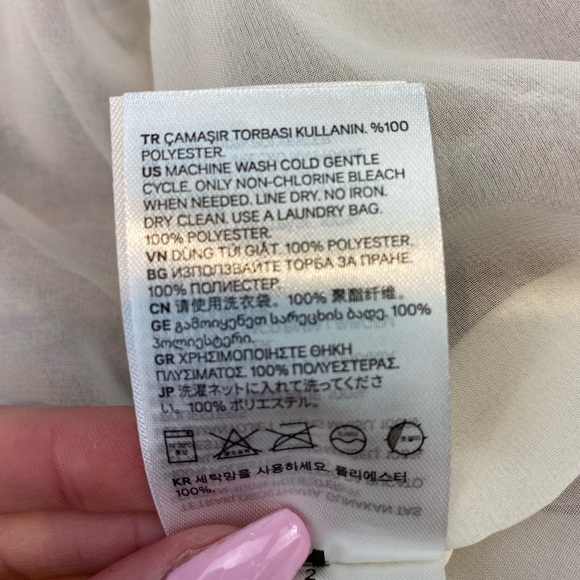 TR ÇAMAŞIR TORBASI KULLANIN. %100
POLYESTER.
US MACHINE WASH COLD GENTLE
CYCLE. ONLY NON-CHLORINE BLEACH
WHEN NEEDED. LINE DRY. NO IRON.
DRY CLEAN. USE A LAUNDRY BAG.
100% POLYESTER.
VN DÙNG TÚI GIẶT. 100% POLYESTER.
BG ИЗПОЛЗВАЙТЕ ТОРБА ЗА ПРАНЕ.
100% ПОЛИЕСТЕР.
CN 请使用洗衣袋。100% 聚酯纤维。
GE გამოიყენეთ სარეცხის ბადე. 100%
პოლიესტერი.
GR ΧΡΗΣΙΜΟΠΟΙΗΣΤΕ ΘΗΚΗ
ΠΛΥΣΙΜΑΤΟΣ. 100% ΠΟΛΥΕΣΤΕΡΑΣ.
JP 洗濯ネットに入れて洗ってくださ
い。100% ポリエステル。
KR 세탁망을 사용하세요. 폴리에스터
100%.
2